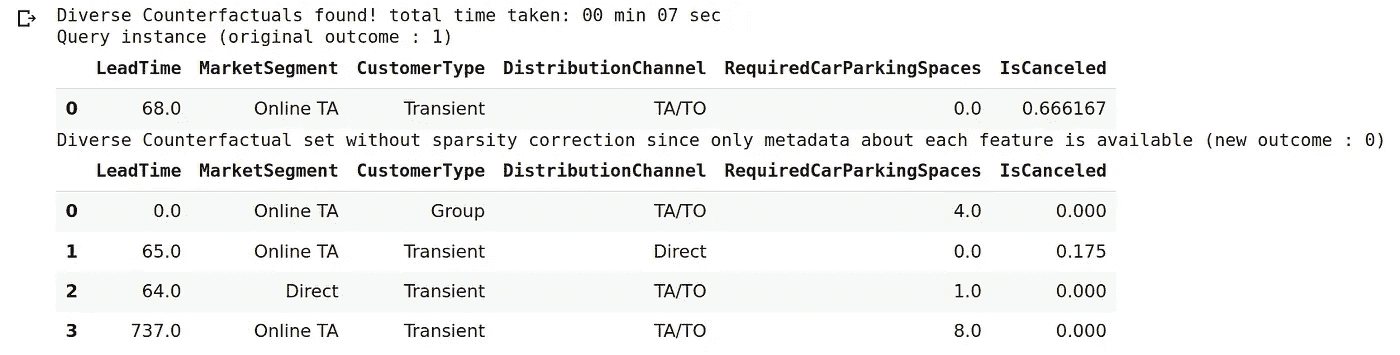 Diverse Counterfactuals found! total time taken: 00 min 07 sec
Query instance (original outcome : 1)
LeadTime MarketSegment CustomerType DistributionChannel RequiredCarParkingSpaces IsCanceled
0 68.0 Online TA Transient TA/TO 0.0 0.666167
Diverse Counterfactual set without sparsity correction since only metadata about each feature is available (new outcome : 0)
LeadTime MarketSegment CustomerType DistributionChannel RequiredCarParkingSpaces IsCanceled
0 0.0 Online TA Group TA/TO 4.0 0.000
1 65.0 Online TA Transient Direct 0.0 0.175
2 64.0 Direct Transient TA/TO 1.0 0.000
3 737.0 Online TA Transient TA/TO 8.0 0.000